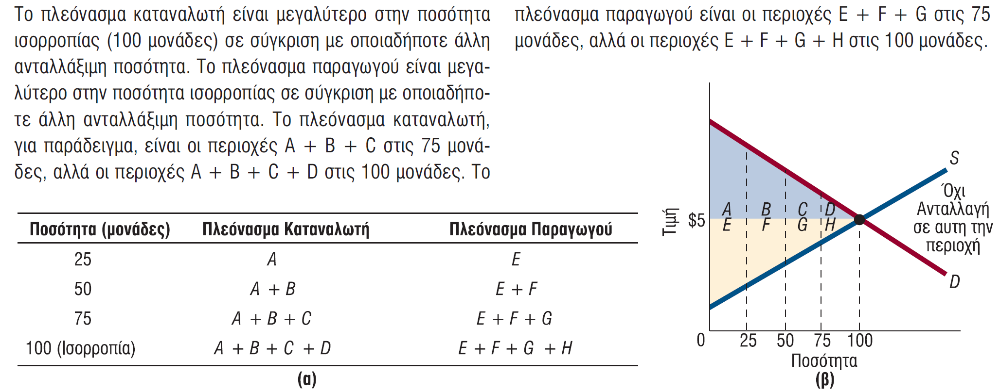 Το πλεόνασμα καταναλωτή είναι μεγαλύτερο στην ποσότητα
ισορροπίας (100 μονάδες) σε σύγκριση με οποιαδήποτε άλλη
ανταλλάξιμη ποσότητα. Το πλεόνασμα παραγωγού είναι μεγα-
λύτερο στην ποσότητα ισορροπίας σε σύγκριση με οποιαδήπο-
τε άλλη ανταλλάξιμη ποσότητα. Το πλεόνασμα καταναλωτή,
για παράδειγμα, είναι οι περιοχές A + B + C στις 75 μονά-
δες, αλλά οι περιοχές A + B + C + D στις 100 μονάδες. Το
πλεόνασμα παραγωγού είναι οι περιοχές E + F + G στις 75
μονάδες, αλλά οι περιοχές E + F + G + H στις 100 μονάδες.
Ποσότητα (μονάδες) Πλεόνασμα Καταναλωτή Πλεόνασμα Παραγωγού
25 A E
50 A + B E + F
75 A + B + C E + F + G
100 (Ισορροπία) A + B + C + D E + F + G + H
(α)
S
Όχι
Ανταλλαγή
σε αυτη την
περιοχή
Τιμή
$5
A B C D
E F G H
D
0 25 50 75 100
Ποσότητα
(β)